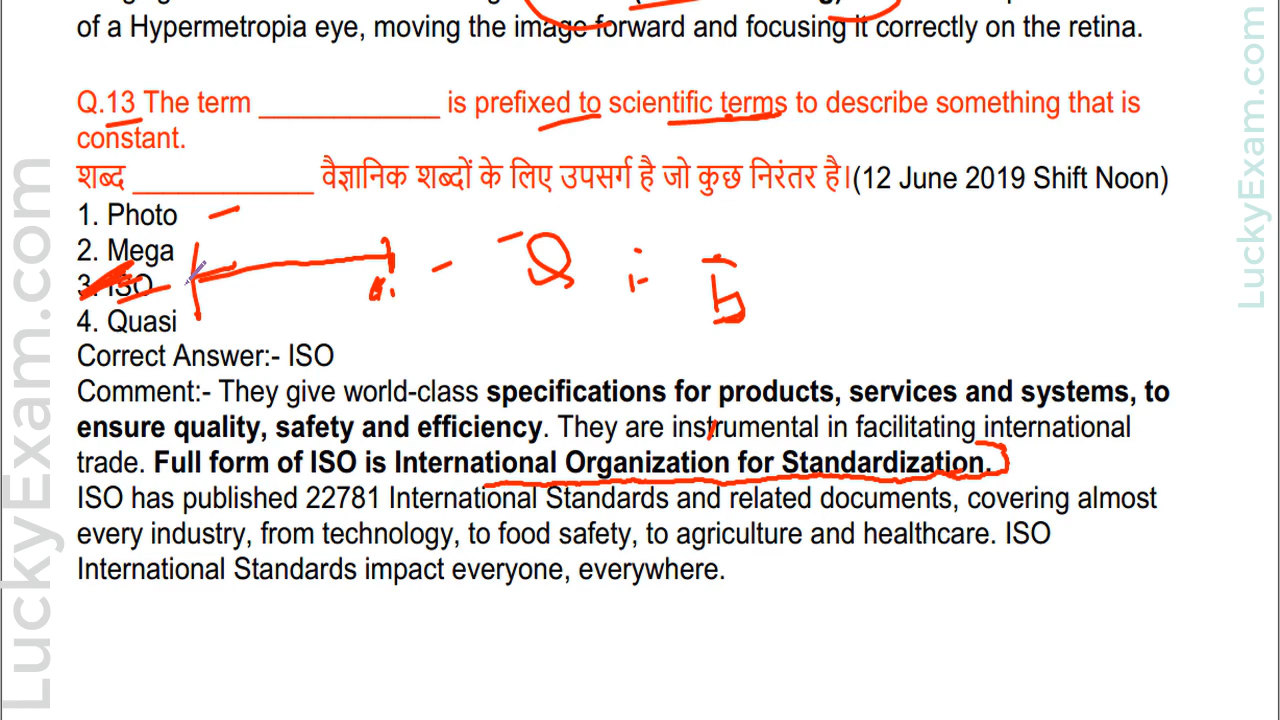 of a Hypermetropia eye, moving the image forward and focusing it correctly on the retina.
Q.13 The term ____________ is prefixed to scientific terms to describe something that is
constant.
शब्द ____________ वैज्ञानिक शब्दों के लिए उपसर्ग है जो कुछ निरंतर है।(12 June 2019 Shift Noon)
1. Photo
2. Mega
3. ISO
4. Quasi
Correct Answer:- ISO
Comment:- They give world-class specifications for products, services and systems, to
ensure quality, safety and efficiency. They are instrumental in facilitating international
trade. Full form of ISO is International Organization for Standardization.
ISO has published 22781 International Standards and related documents, covering almost
every industry, from technology, to food safety, to agriculture and healthcare. ISO
International Standards impact everyone, everywhere.
LuckyExam.com
LuckyExam.com